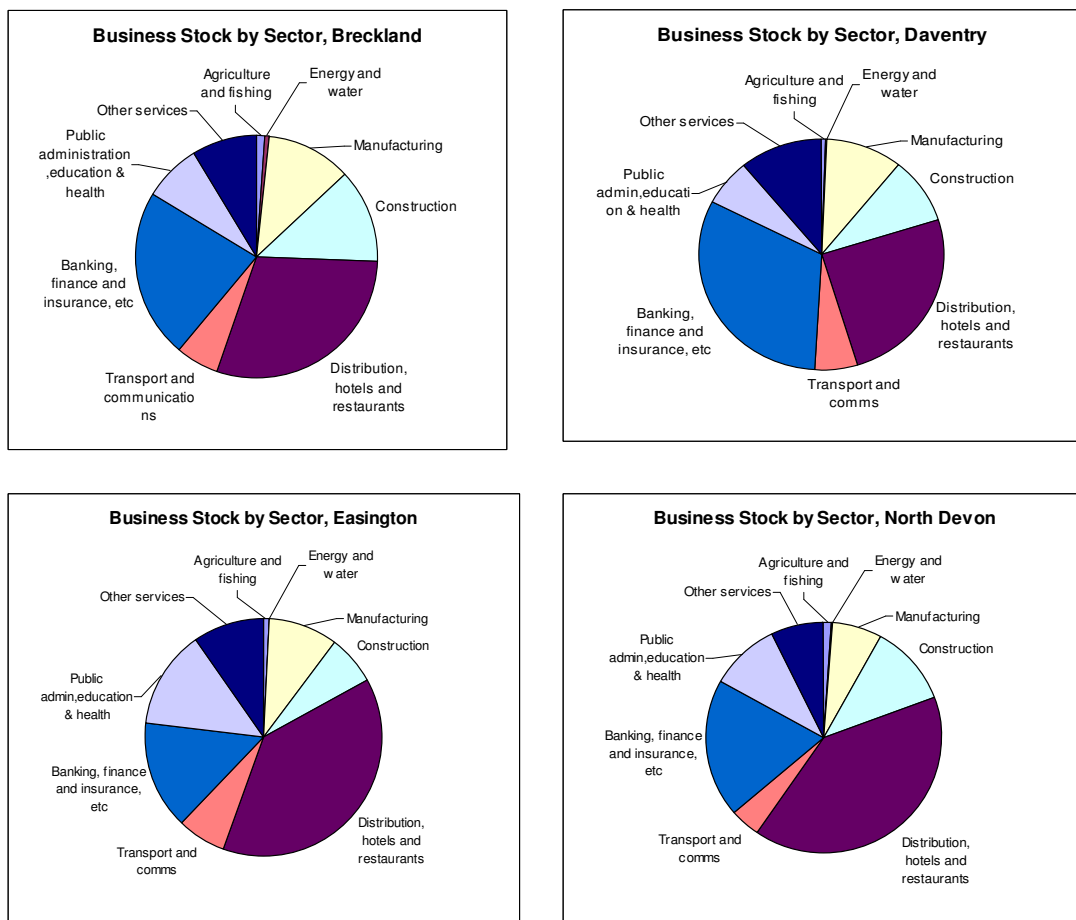 Business Stock by Sector, Breckland
Agriculture
and fishing
Energy and
water
Other services
Public
administration
,education &
health
Manufacturing
Construction
Banking,
finance and
insurance, etc
Transport and
communicatio
ns
Distribution,
hotels and
restaurants
Business Stock by Sector, Daventry
Agriculture and
fishing
Energy and
water
Other services
Manufacturing
Public
admin,educati
on & health
Construction
Banking,
finance and
insurance, etc
Distribution,
hotels and
restaurants
Transport and
comms
Business Stock by Sector, Easington
Agriculture and
fishing
Energy and
water
Other services
Manufacturing
Construction
Public
admin,education
& health
Banking, finance
and insurance,
etc
Transport and
comms
Distribution,
hotels and
restaurants
Business Stock by Sector, North Devon
Agriculture and
fishing
Energy and
water
Other services
Manufacturing
Public
admin,education
& health
Construction
Banking, finance
and insurance,
etc
Transport and
comms
Distribution,
hotels and
restaurants